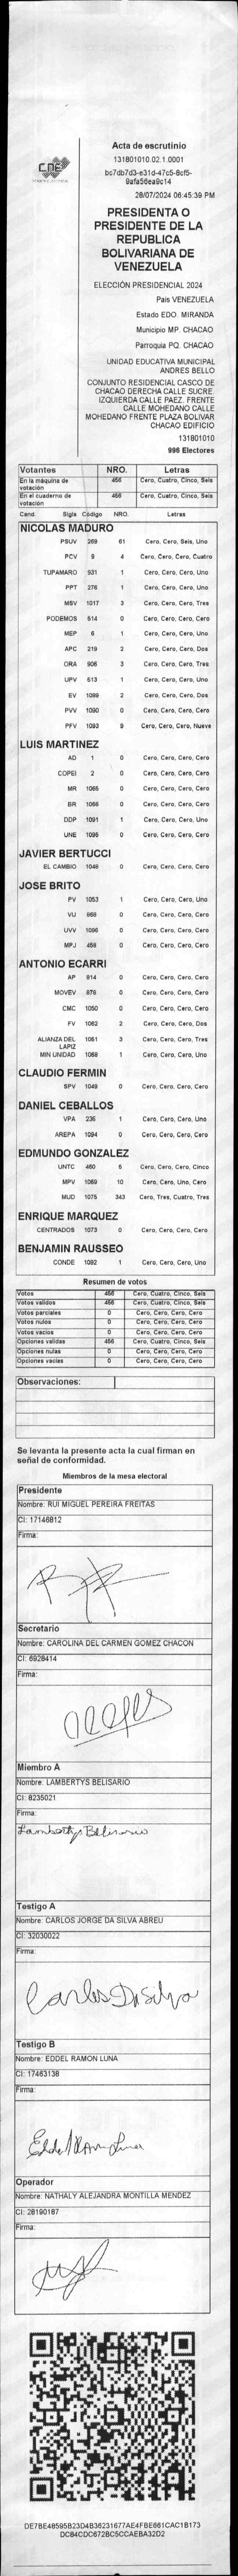 CNE
Acta de escrutinio
131801010.02.1.0001
bc7db7d3-e31d-47c5-8cf5-
9afa56ea9c14
28/07/2024 06:45:39 PM
PRESIDENTA O
PRESIDENTE DE LA
REPUBLICA
BOLIVARIANA DE
VENEZUELA
ELECCIÓN PRESIDENCIAL 2024
Pais VENEZUELA
Estado EDO. MIRANDA
Municipio MP. CHACAO
Parroquia PQ. CHACAO
UNIDAD EDUCATIVA MUNICIPAL
ANDRES BELLO
CONJUNTO RESIDENCIAL CASCO DE
CHACAO DERECHA CALLE SUCRE.
IZQUIERDA CALLE PAEZ. FRENTE
CALLE MOHEDANO CALLE
MOHEDANO FRENTE PLAZA BOLIVAR
CHACAO EDIFICIO
131801010
996 Electores
Votantes NRO. Letras
En la máquina de votación 456 Cero, Cuatro, Cinco, Seis
En el cuaderno de votación 456 Cero, Cuatro, Cinco, Seis
Cand. Sigla Código NRO. Letras
NICOLAS MADURO
PSUV 269 61 Cero, Cero, Seis, Uno
PCV 9 4 Cero, Cero, Cero, Cuatro
TUPAMARO 931 1 Cero, Cero, Cero, Uno
PPT 276 1 Cero, Cero, Cero, Uno
MSV 1017 3 Cero, Cero, Cero, Tres
PODEMOS 514 0 Cero, Cero, Cero, Cero
MEP 6 1 Cero, Cero, Cero, Uno
APC 219 2 Cero, Cero, Cero, Dos
ORA 906 3 Cero, Cero, Cero, Tres
UPV 513 1 Cero, Cero, Cero, Uno
EV 1089 2 Cero, Cero, Cero, Dos
PVV 1090 0 Cero, Cero, Cero, Cero
PFV 1093 9 Cero, Cero, Cero, Nueve
LUIS MARTINEZ
AD 1 0 Cero, Cero, Cero, Cero
COPEI 2 0 Cero, Cero, Cero, Cero
MR 1065 0 Cero, Cero, Cero, Cero
BR 1066 0 Cero, Cero, Cero, Cero
DDP 1091 1 Cero, Cero, Cero, Uno
UNE 1095 0 Cero, Cero, Cero, Cero
JAVIER BERTUCCI
EL CAMBIO 1048 0 Cero, Cero, Cero, Cero
JOSE BRITO
PV 1053 1 Cero, Cero, Cero, Uno
VU 868 0 Cero, Cero, Cero, Cero
UVV 1096 0 Cero, Cero, Cero, Cero
MPJ 458 0 Cero, Cero, Cero, Cero
ANTONIO ECARRI
AP 914 0 Cero, Cero, Cero, Cero
MOVEV 876 0 Cero, Cero, Cero, Cero
CMC 1050 0 Cero, Cero, Cero, Cero
FV 1062 2 Cero, Cero, Cero, Dos
ALIANZA DEL LAPIZ 1061 3 Cero, Cero, Cero, Tres
MIN UNIDAD 1068 1 Cero, Cero, Cero, Uno
CLAUDIO FERMIN
SPV 1049 0 Cero, Cero, Cero, Cero
DANIEL CEBALLOS
VPA 236 1 Cero, Cero, Cero, Uno
AREPA 1094 0 Cero, Cero, Cero, Cero
EDMUNDO GONZALEZ
UNTC 460 5 Cero, Cero, Cero, Cinco
MPV 1069 10 Cero, Cero, Uno, Cero
MUD 1075 343 Cero, Tres, Cuatro, Tres
ENRIQUE MARQUEZ
CENTRADOS 1073 0 Cero, Cero, Cero, Cero
BENJAMIN RAUSSEO
CONDE 1092 1 Cero, Cero, Cero, Uno
Resumen de votos
Votos 456 Cero, Cuatro, Cinco, Seis
Votos validos 456 Cero, Cuatro, Cinco, Seis
Votos parciales 0 Cero, Cero, Cero, Cero
Votos nulos 0 Cero, Cero, Cero, Cero
Votos vacios 0 Cero, Cero, Cero, Cero
Opciones validas 456 Cero, Cuatro, Cinco, Seis
Opciones nulas 0 Cero, Cero, Cero, Cero
Opciones vacias 0 Cero, Cero, Cero, Cero
Observaciones:
Se levanta la presente acta la cual firman en
señal de conformidad.
Miembros de la mesa electoral
Presidente
Nombre: RUI MIGUEL PEREIRA FREITAS
CI: 17146812
Firma:
Secretario
Nombre: CAROLINA DEL CARMEN GOMEZ CHACON
CI: 6928414
Firma:
Miembro A
Nombre: LAMBERTYS BELISARIO
CI: 8235021
Firma:
Lambertys Belisario
Testigo A
Nombre: CARLOS JORGE DA SILVA ABREU
CI: 32030022
Firma:
Carlos Da Silva
Testigo B
Nombre: EDDEL RAMON LUNA
CI: 17463138
Firma:
Eddel Ramon Luna
Operador
Nombre: NATHALY ALEJANDRA MONTILLA MENDEZ
CI: 28190187
Firma:
DE7BE48595B23D4B36231677AE4FBE661CAC1B173
DC84CDC672BC5CCAEBA32D2